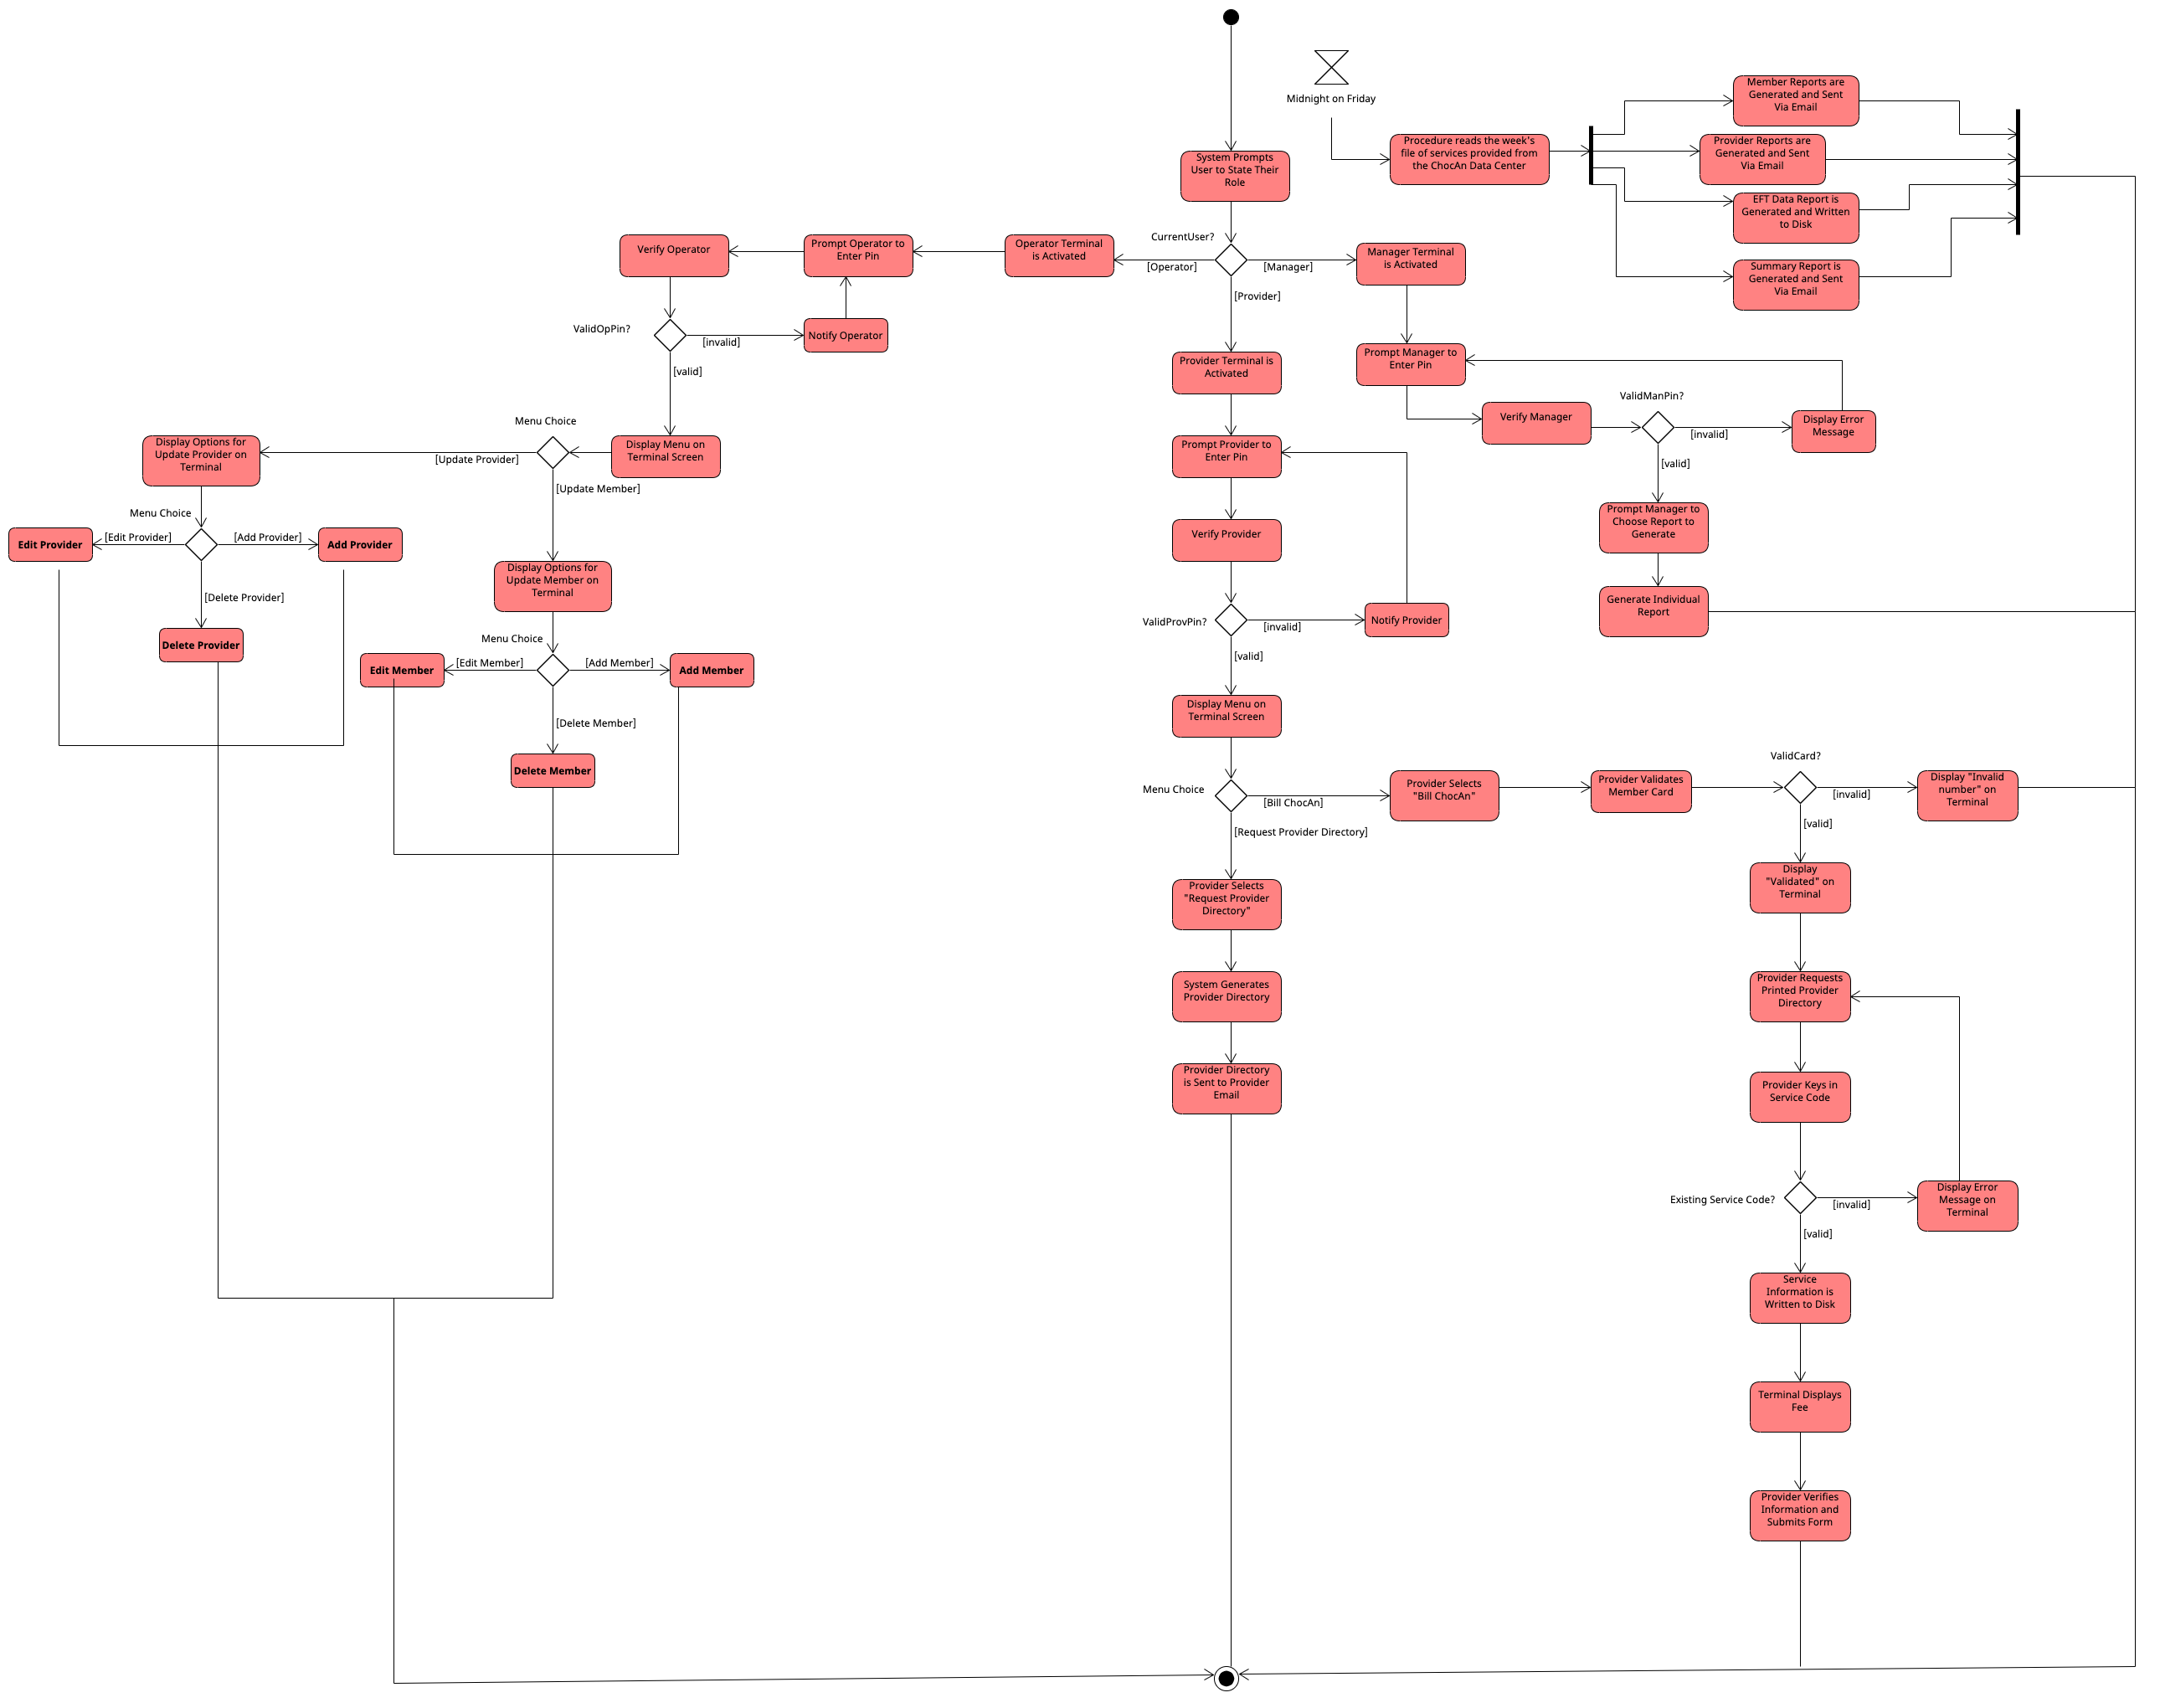 Midnight on Friday
Member Reports are
Generated and Sent
Via Email
Procedure reads the week's
file of services provided from
the ChocAn Data Center
Provider Reports are
Generated and Sent
Via Email
System Prompts
User to State Their
Role
EFT Data Report is
Generated and Written
to Disk
Summary Report is
Generated and Sent
Via Email
CurrentUser?
[Operator]
[Manager]
[Provider]
Verify Operator
Prompt Operator to
Enter Pin
Operator Terminal
is Activated
Manager Terminal
is Activated
ValidOpPin?
[invalid]
Notify Operator
[valid]
Provider Terminal is
Activated
Prompt Manager to
Enter Pin
Verify Manager
ValidManPin?
[invalid]
Display Error
Message
[valid]
Menu Choice
Display Options for
Update Provider on
Terminal
[Update Provider]
Display Menu on
Terminal Screen
[Update Member]
Prompt Provider to
Enter Pin
Prompt Manager to
Choose Report to
Generate
Menu Choice
Edit Provider
[Edit Provider]
[Add Provider]
Add Provider
[Delete Provider]
Delete Provider
Verify Provider
Display Options for
Update Member on
Terminal
Generate Individual
Report
ValidProvPin?
[invalid]
Notify Provider
[valid]
Menu Choice
Edit Member
[Edit Member]
[Add Member]
Add Member
[Delete Member]
Delete Member
Display Menu on
Terminal Screen
Menu Choice
[Bill ChocAn]
Provider Selects
"Bill ChocAn"
Provider Validates
Member Card
ValidCard?
[invalid]
Display "Invalid
number" on
Terminal
[valid]
[Request Provider Directory]
Display
"Validated" on
Terminal
Provider Selects
"Request Provider
Directory"
System Generates
Provider Directory
Provider Requests
Printed Provider
Directory
Provider Directory
is Sent to Provider
Email
Provider Keys in
Service Code
Existing Service Code?
[invalid]
Display Error
Message on
Terminal
[valid]
Service
Information is
Written to Disk
Terminal Displays
Fee
Provider Verifies
Information and
Submits Form